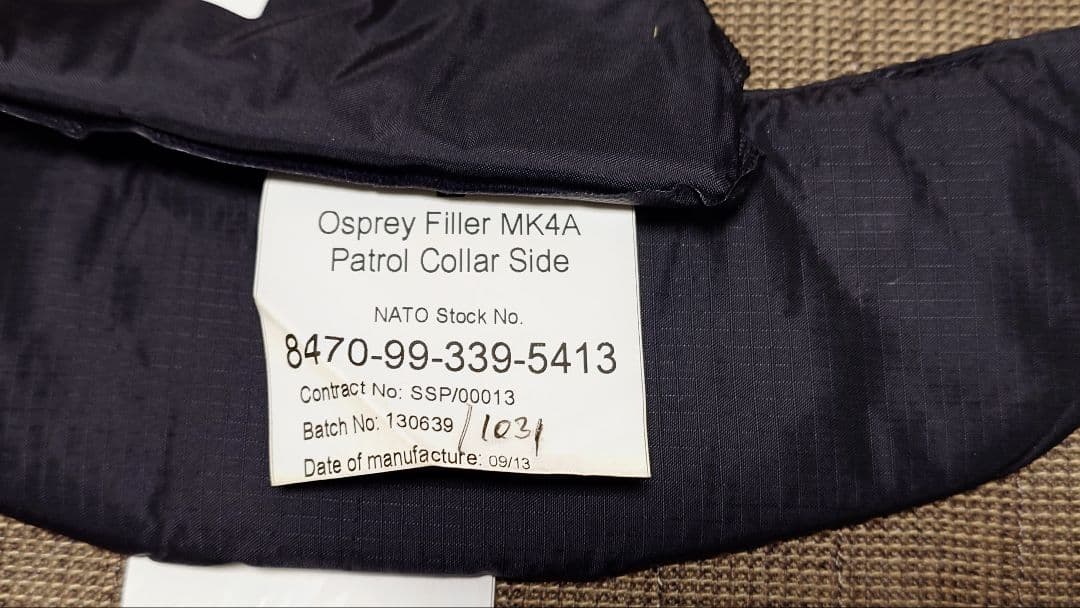 Osprey Filler MK4A
Patrol Collar Side
NATO Stock No.
8470-99-339-5413
Contract No: SSP/00013
Batch No: 130639 / 1031
Date of manufacture: 09/13